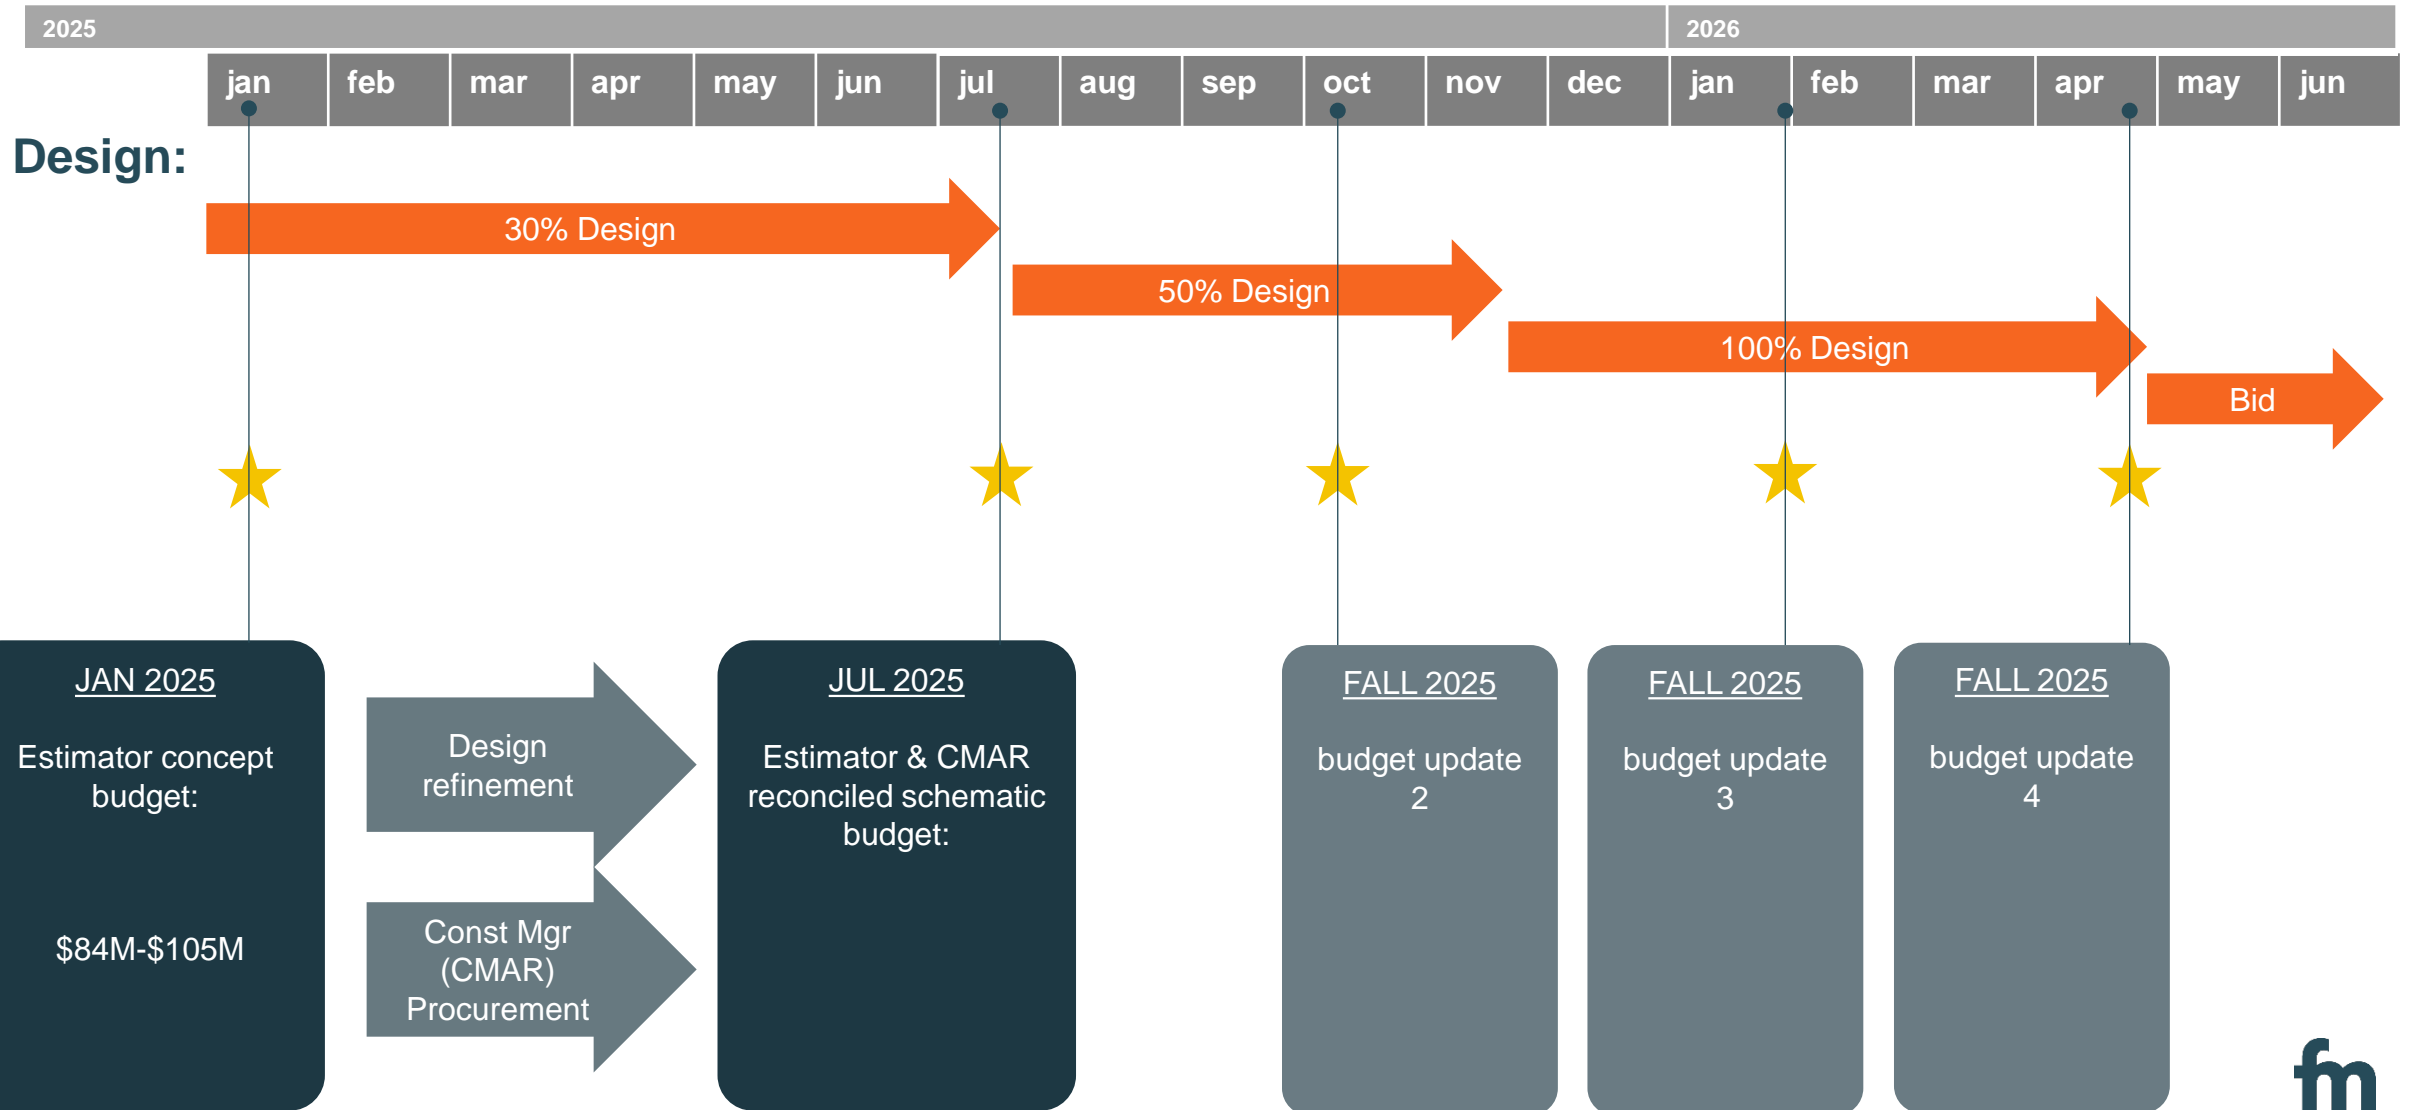 2025
2026
jan
feb
mar
apr
may
jun
jul
aug
sep
oct
nov
dec
jan
feb
mar
apr
may
jun
Design:
30% Design
50% Design
100% Design
Bid
JAN 2025
Estimator concept
budget:
$84M-$105M
Design
refinement
Const Mgr
(CMAR)
Procurement
JUL 2025
Estimator & CMAR
reconciled schematic
budget:
FALL 2025
budget update
2
FALL 2025
budget update
3
FALL 2025
budget update
4
fm